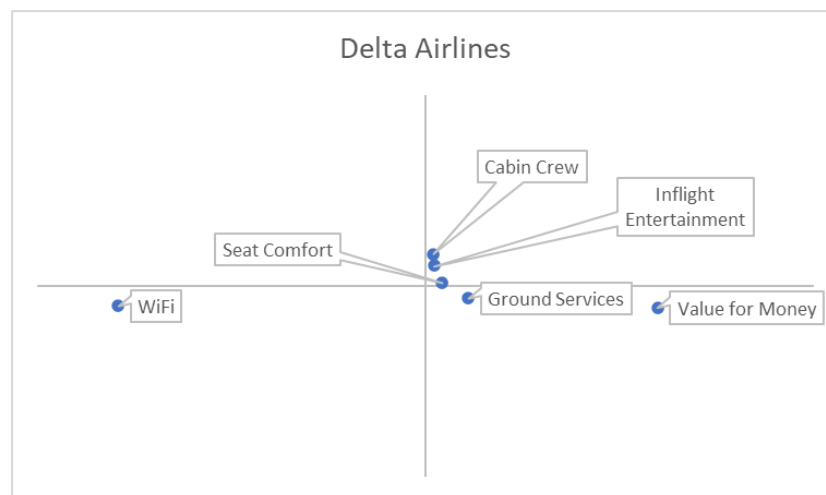 Delta Airlines
Cabin Crew
Inflight
Entertainment
Seat Comfort
WiFi
Ground Services
Value for Money